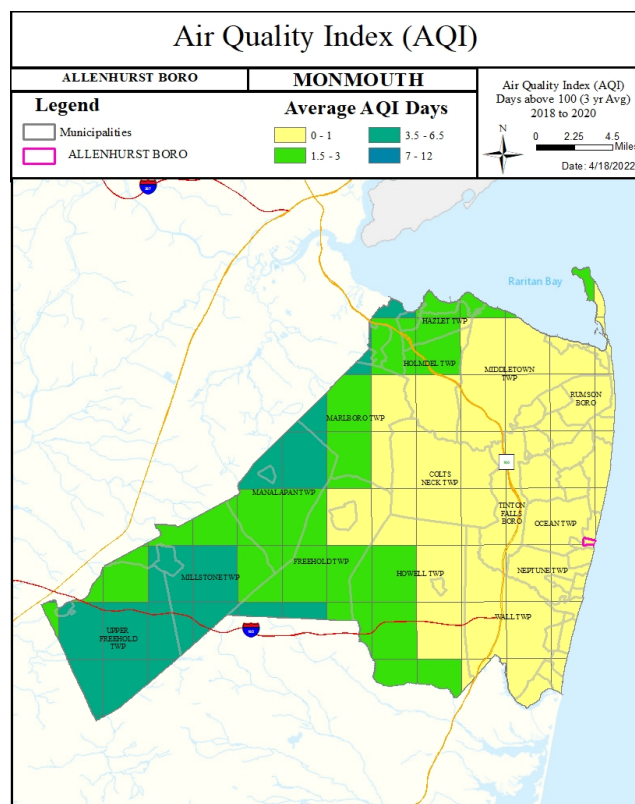 Air Quality Index (AQI)
ALLENHURST BORO
MONMOUTH
Legend
Municipalities
ALLENHURST BORO
Average AQI Days
0 - 1
3.5 - 6.5
1.5 - 3
7 - 12
Air Quality Index (AQI)
Days above 100 (3 yr Avg)
2018 to 2020
N
0 2.25 4.5
Miles
Date: 4/18/2022
Raritan Bay
HAZLET TWP
HOLMDEL TWP
MIDDLETOWN
TWP
RUMSON
BORO
MARLBORO TWP
COLTS
NECK TWP
MANALAPAN TWP
TINTON
FALLS
BORO
OCEAN TWP
FREEHOLD TWP
HOWELL TWP
NEPTUNE TWP
MILLSTONE TWP
WALL TWP
UPPER
FREEHOLD
TWP